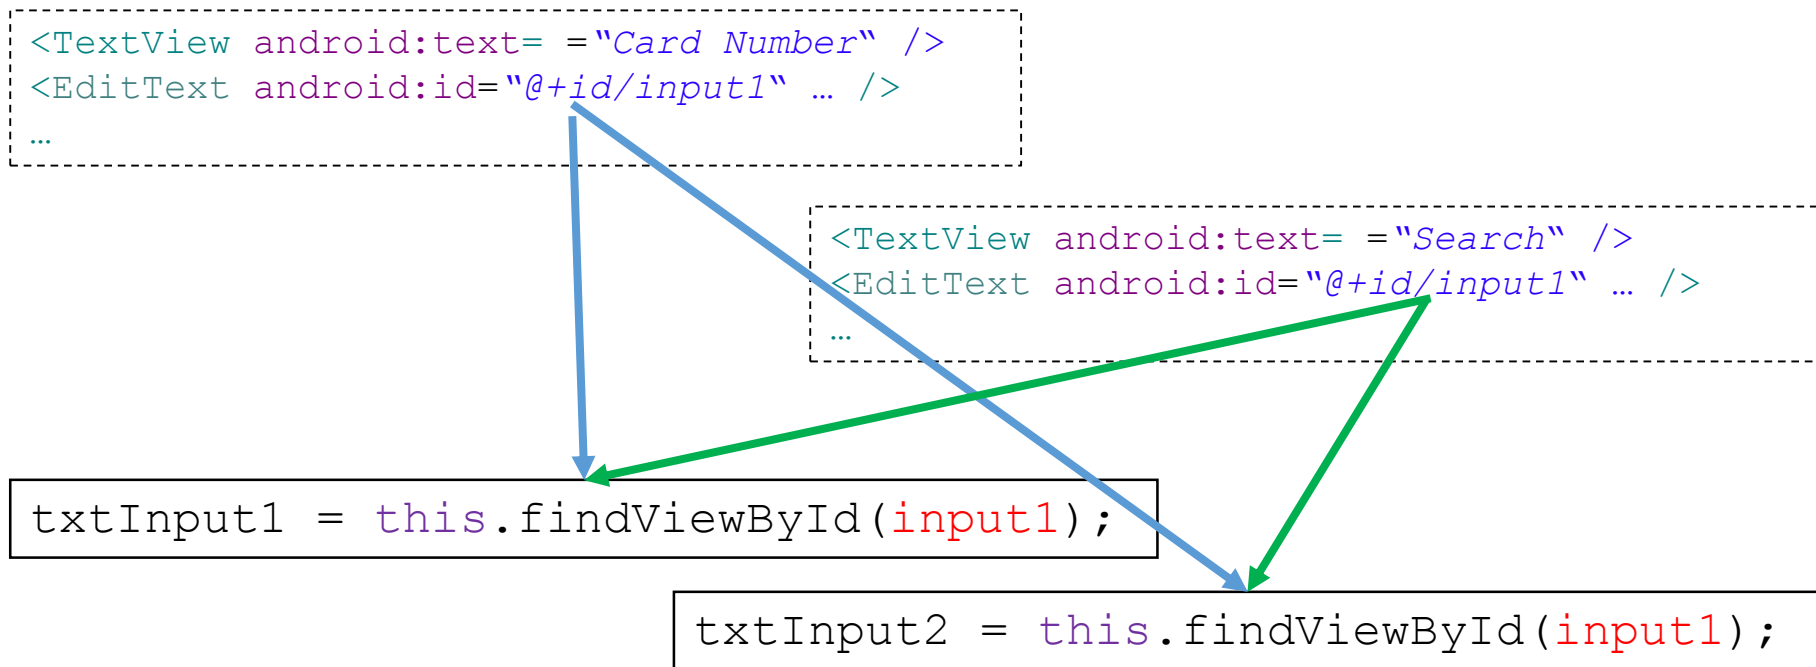 <TextView android:text= =“Card Number“ />
<EditText android:id=“@+id/input1“ … />
…
<TextView android:text= =“Search“ />
<EditText android:id=“@+id/input1“ … />
…
txtInput1 = this.findViewById(input1);
txtInput2 = this.findViewById(input1);